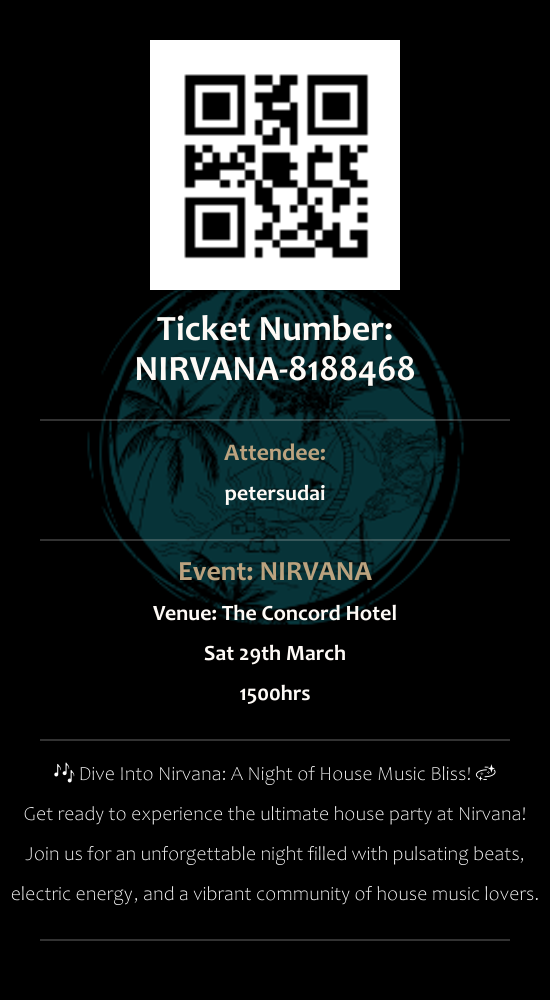 Ticket Number:
NIRVANA-8188468
Attendee:
petersudai
Event: NIRVANA
Venue: The Concord Hotel
Sat 29th March
1500hrs
🎶 Dive Into Nirvana: A Night of House Music Bliss! 💫
Get ready to experience the ultimate house party at Nirvana!
Join us for an unforgettable night filled with pulsating beats,
electric energy, and a vibrant community of house music lovers.